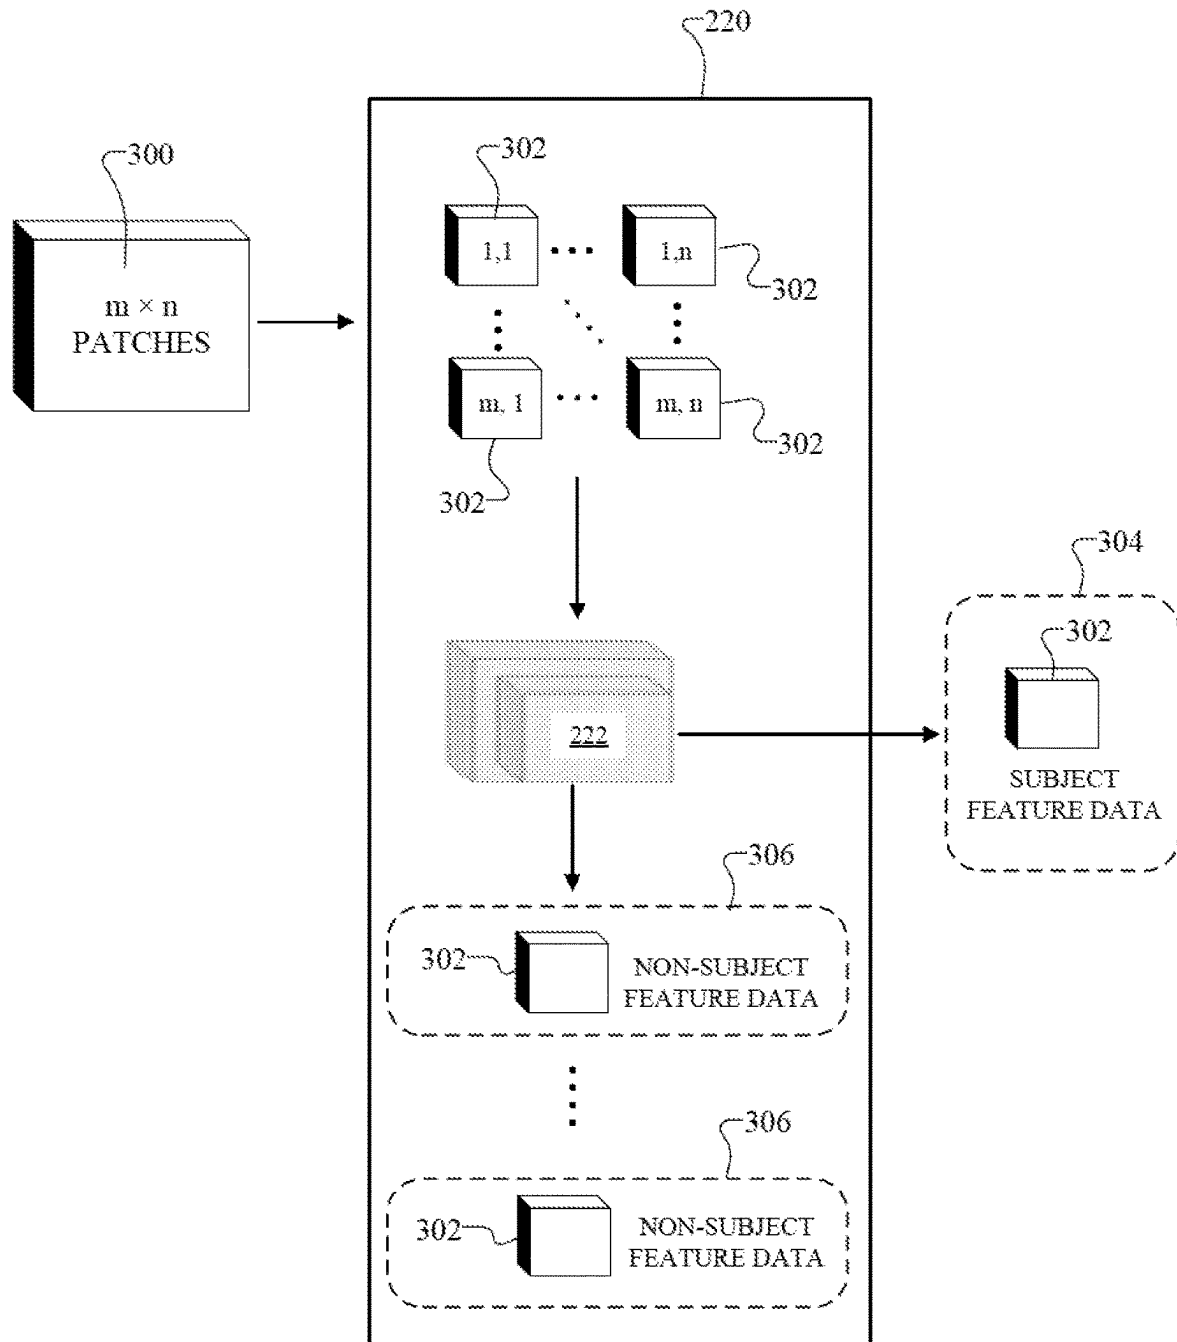 220
300
302
m × n
PATCHES
1,1
1,n
302
m, 1
m, n
302
302
304
302
222
SUBJECT
FEATURE DATA
306
302
NON-SUBJECT
FEATURE DATA
306
302
NON-SUBJECT
FEATURE DATA